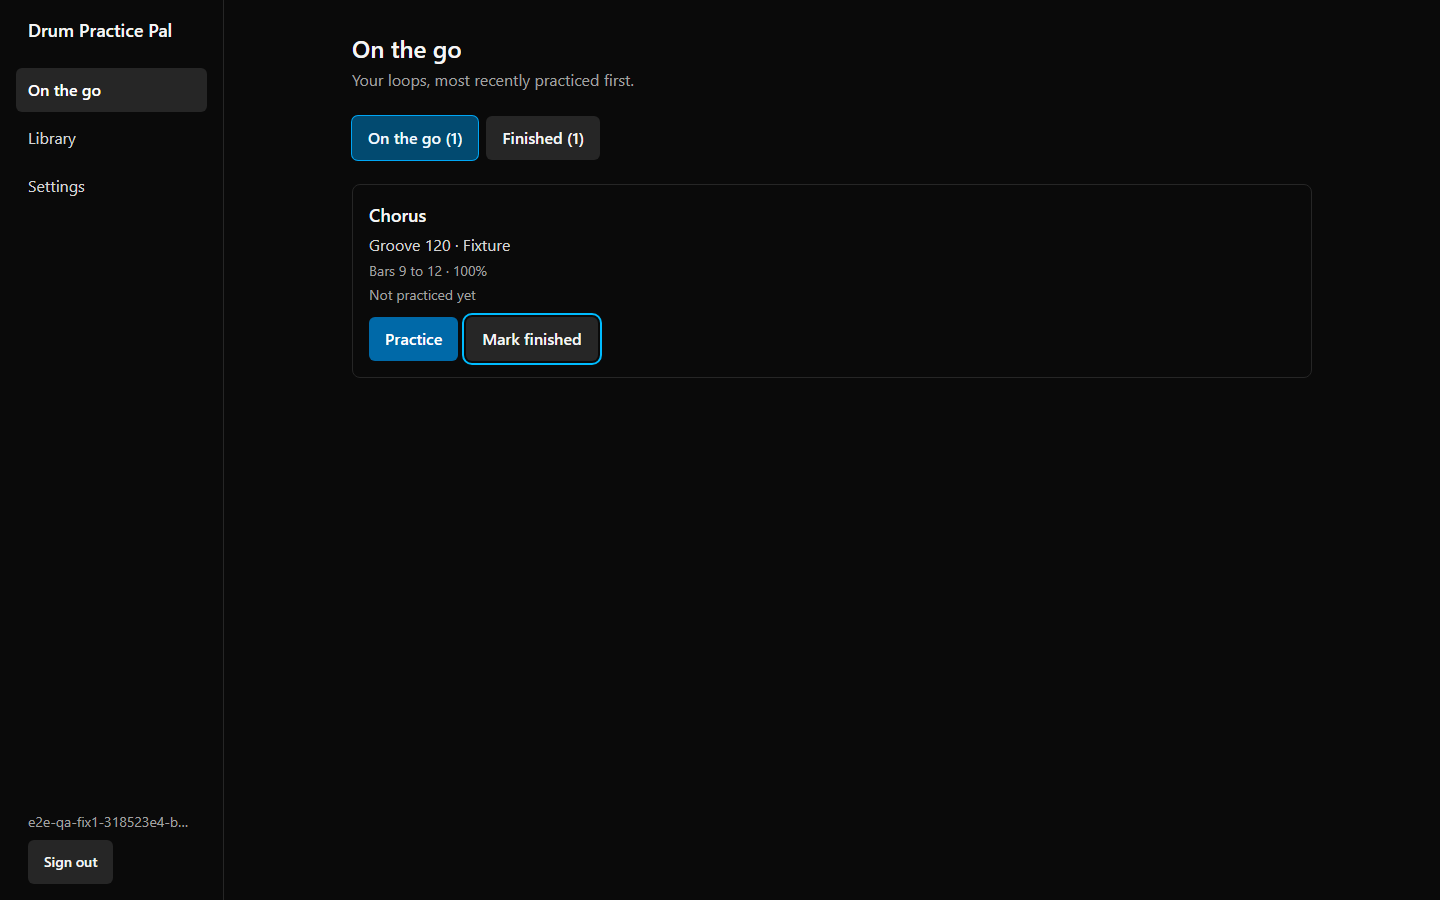 Drum Practice Pal
On the go
Library
Settings
e2e-qa-fix1-318523e4-b...
Sign out
On the go
Your loops, most recently practiced first.
On the go (1)
Finished (1)
Chorus
Groove 120 · Fixture
Bars 9 to 12 · 100%
Not practiced yet
Practice
Mark finished